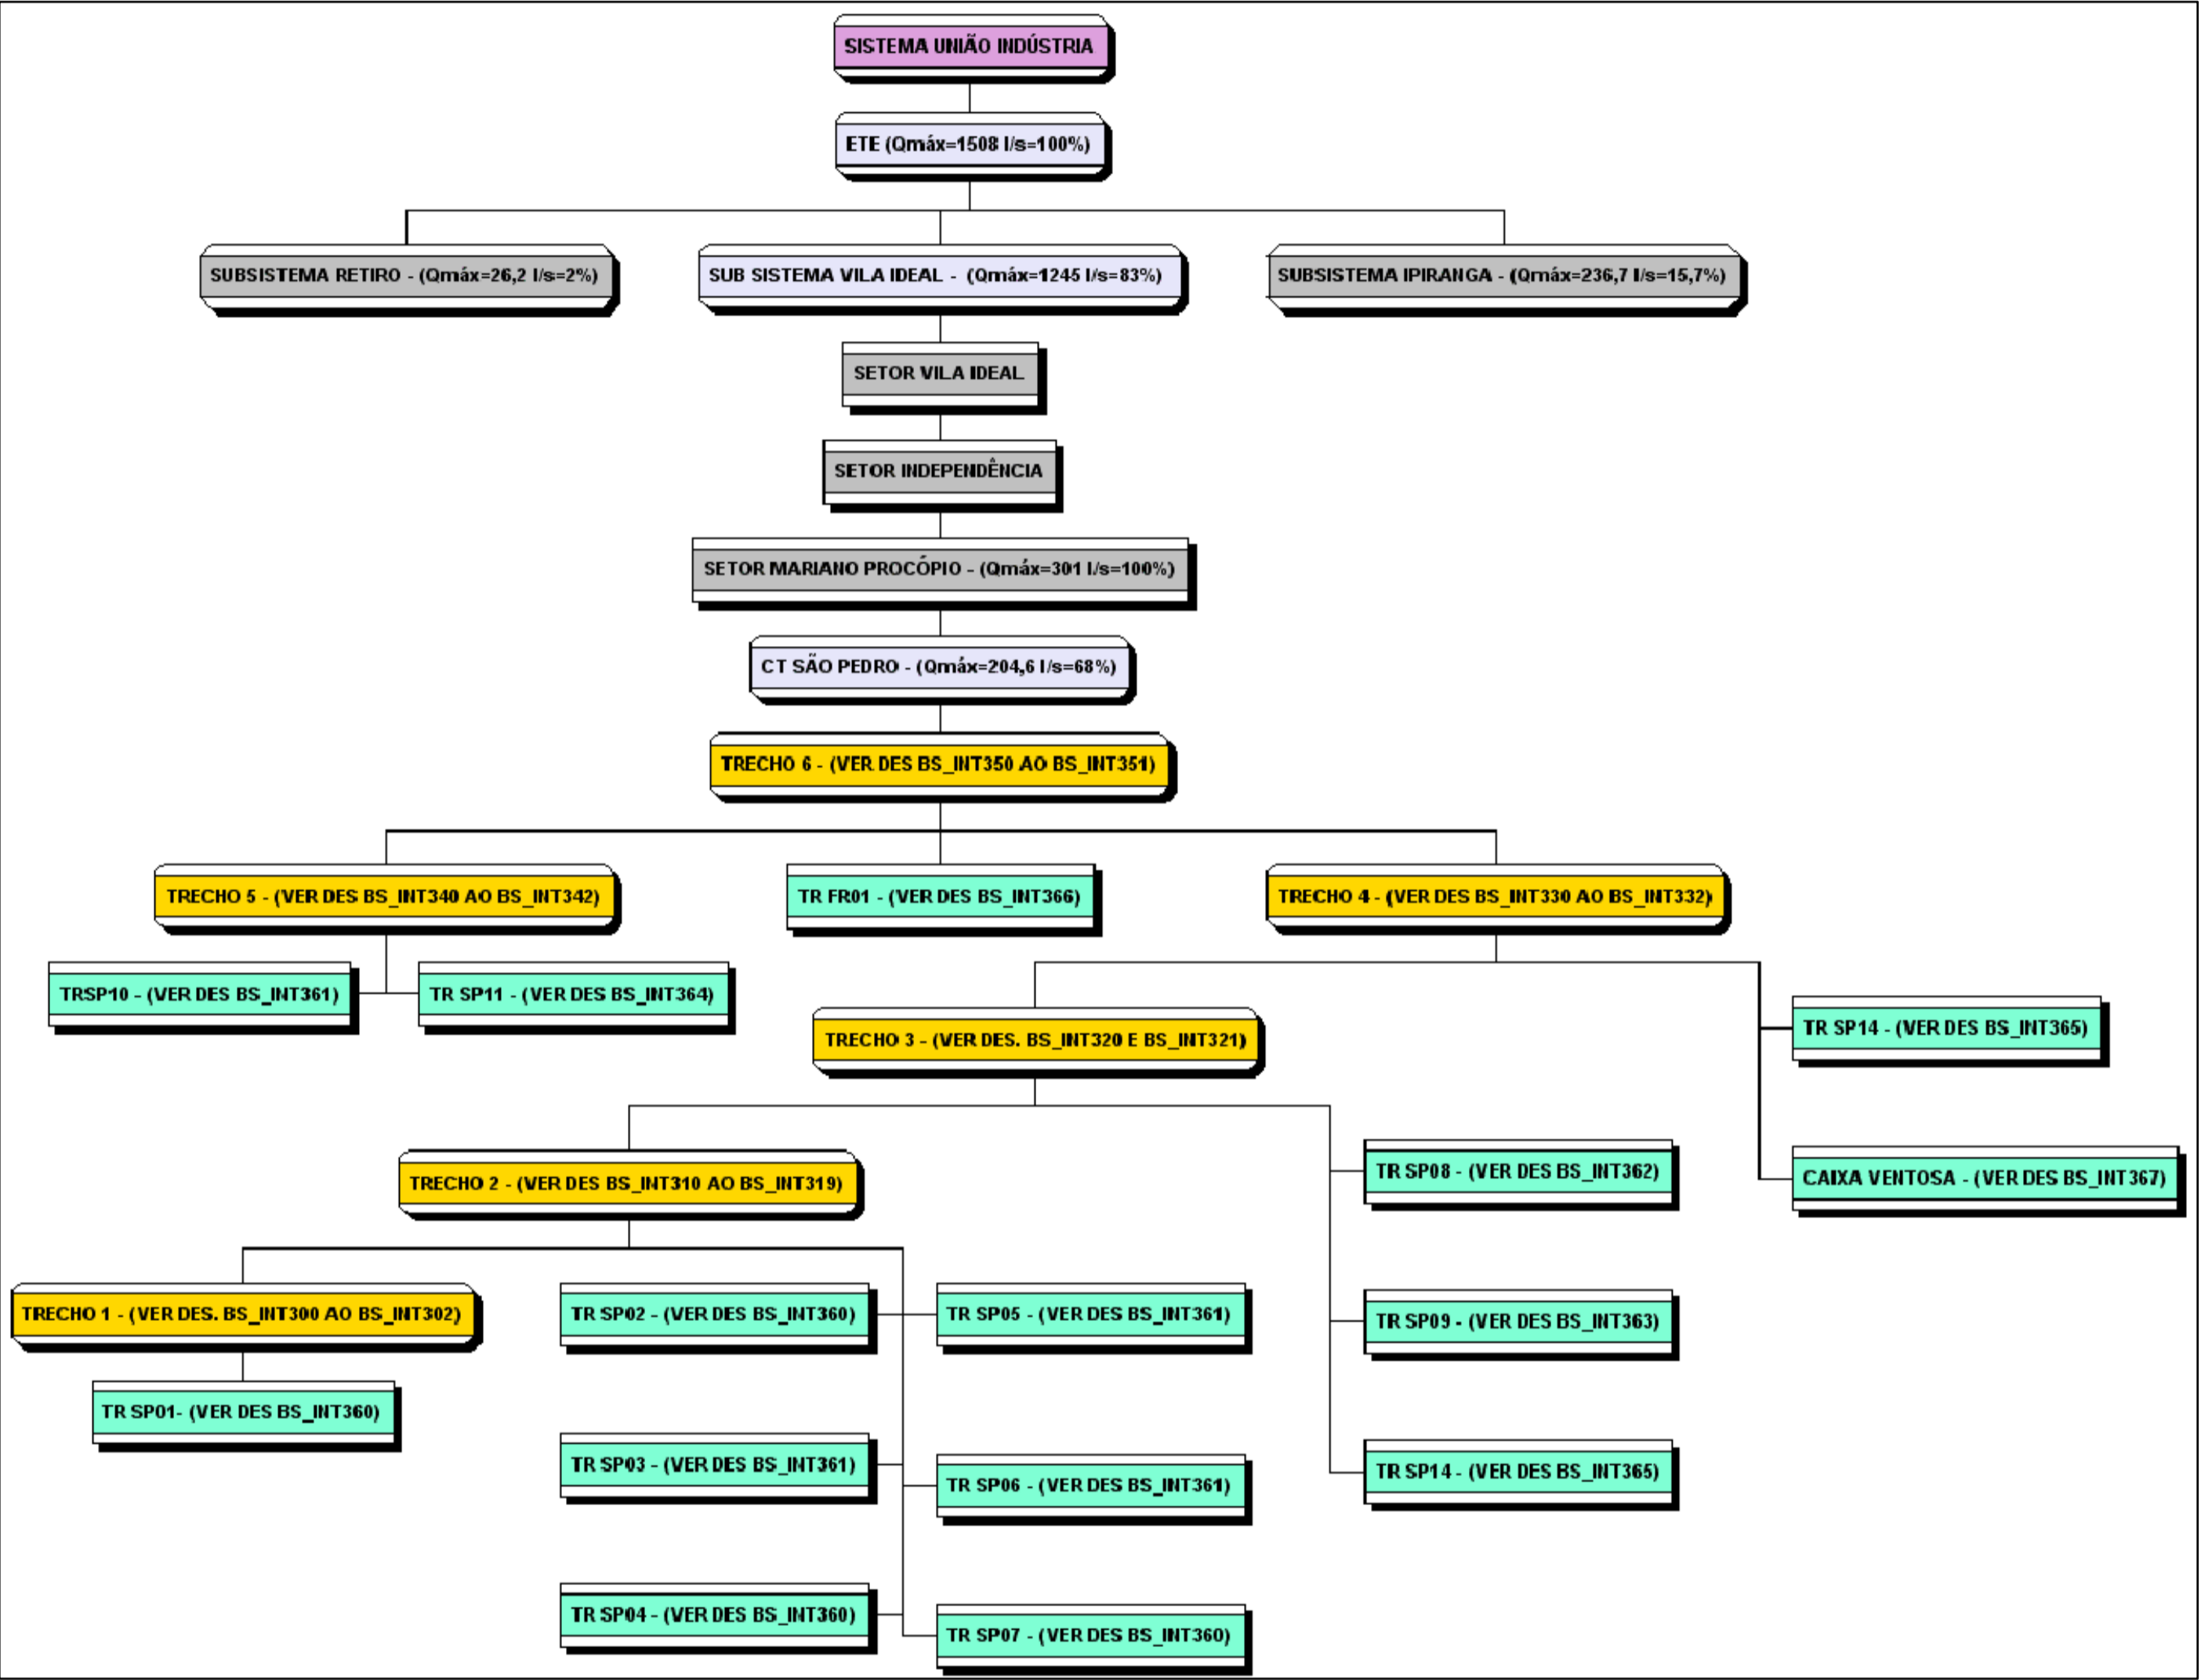 SISTEMA UNIÃO INDÚSTRIA
ETE (Qmáx=1508 l/s=100%)
SUBSISTEMA RETIRO - (Qmáx=26,2 l/s=2%)
SUB SISTEMA VILA IDEAL - (Qmáx=1245 l/s=83%)
SUBSISTEMA IPIRANGA - (Qmáx=236,7 l/s=15,7%)
SETOR VILA IDEAL
SETOR INDEPENDÊNCIA
SETOR MARIANO PROCÓPIO - (Qmáx=301 l/s=100%)
CT SÃO PEDRO - (Qmáx=204,6 l/s=68%)
TRECHO 6 - (VER DES BS_INT350 AO BS_INT351)
TRECHO 5 - (VER DES BS_INT340 AO BS_INT342)
TR FR01 - (VER DES BS_INT366)
TRECHO 4 - (VER DES BS_INT330 AO BS_INT332)
TRSP10 - (VER DES BS_INT361)
TR SP11 - (VER DES BS_INT364)
TR SP14 - (VER DES BS_INT365)
TRECHO 3 - (VER DES. BS_INT320 E BS_INT321)
TRECHO 2 - (VER DES BS_INT310 AO BS_INT319)
TR SP08 - (VER DES BS_INT362)
CAIXA VENTOSA - (VER DES BS_INT367)
TRECHO 1 - (VER DES. BS_INT300 AO BS_INT302)
TR SP02 - (VER DES BS_INT360)
TR SP05 - (VER DES BS_INT361)
TR SP09 - (VER DES BS_INT363)
TR SP01- (VER DES BS_INT360)
TR SP03 - (VER DES BS_INT361)
TR SP06 - (VER DES BS_INT361)
TR SP14 - (VER DES BS_INT365)
TR SP04 - (VER DES BS_INT360)
TR SP07 - (VER DES BS_INT360)